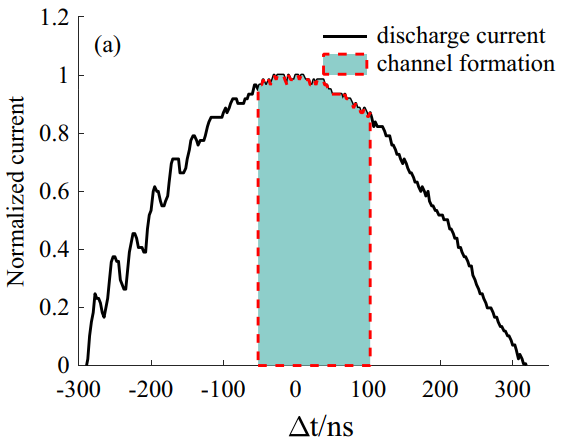 (a)
discharge current
channel formation
Normalized current
1.2
1
0.8
0.6
0.4
0.2
0
-300 -200 -100 0 100 200 300
Δt/ns